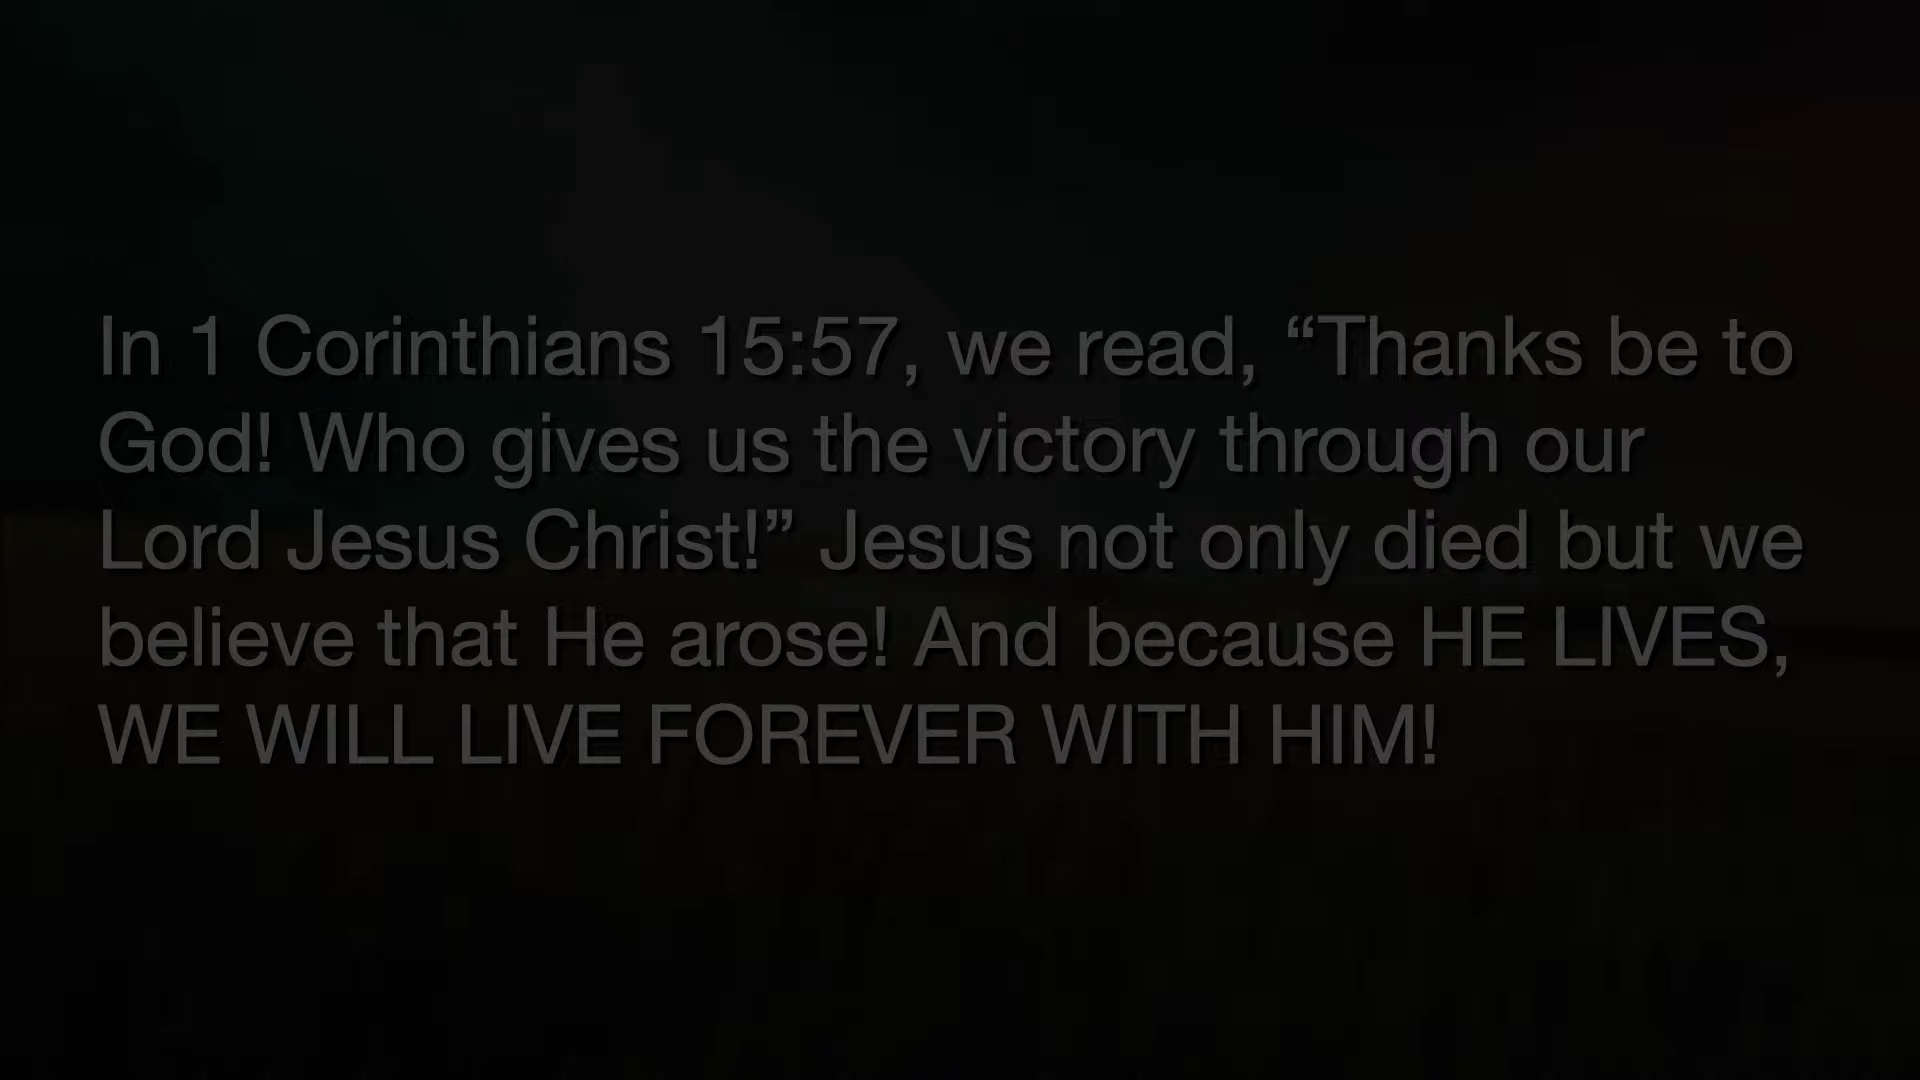 In 1 Corinthians 15:57, we read, “Thanks be to
God! Who gives us the victory through our
Lord Jesus Christ!” Jesus not only died but we
believe that He arose! And because HE LIVES,
WE WILL LIVE FOREVER WITH HIM!